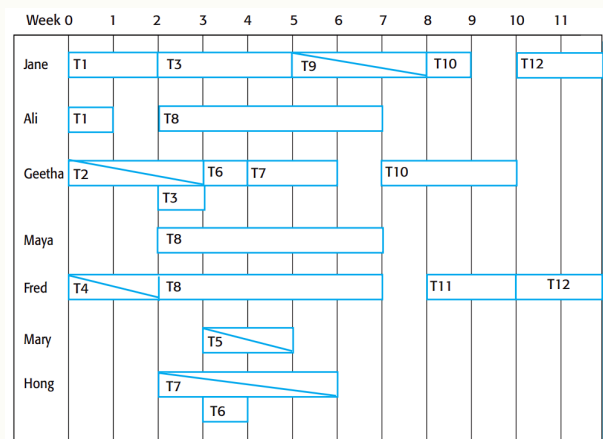 Week 0 1 2 3 4 5 6 7 8 9 10 11
Jane T1 T3 T9 T10 T12
Ali T1 T8
Geetha T2 T6 T7 T10
T3
Maya T8
Fred T4 T8 T11 T12
Mary T5
Hong T7
T6